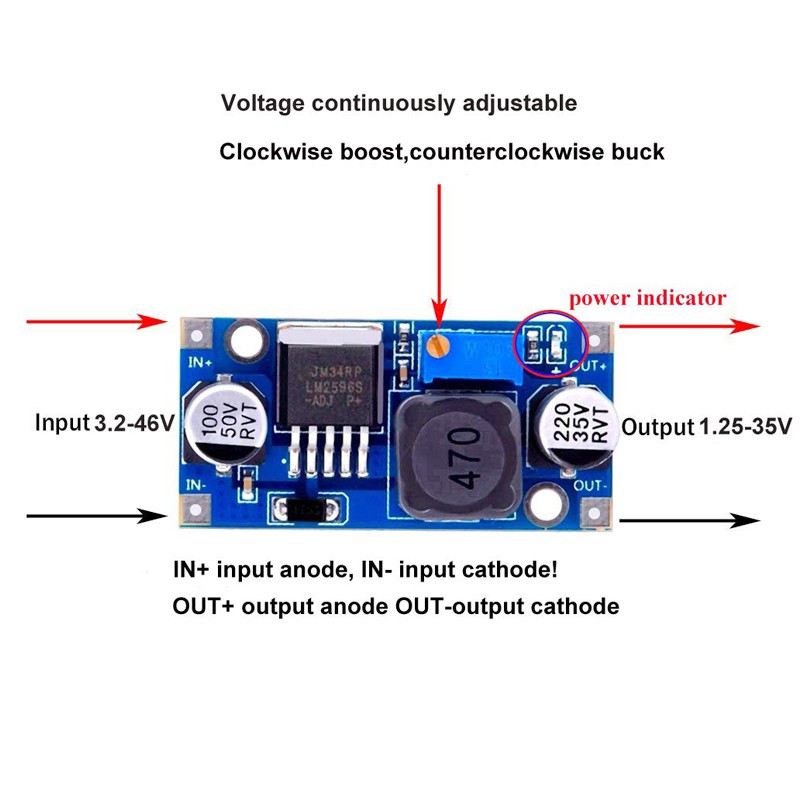 Voltage continuously adjustable
Clockwise boost,counterclockwise buck
power indicator
IN+
OUT+
JM34RP
LM2596S
-ADJ P+
Input 3.2-46V
100
50V
RVT
470
220
35V
RVT
Output 1.25-35V
IN-
OUT-
IN+ input anode, IN- input cathode!
OUT+ output anode OUT-output cathode